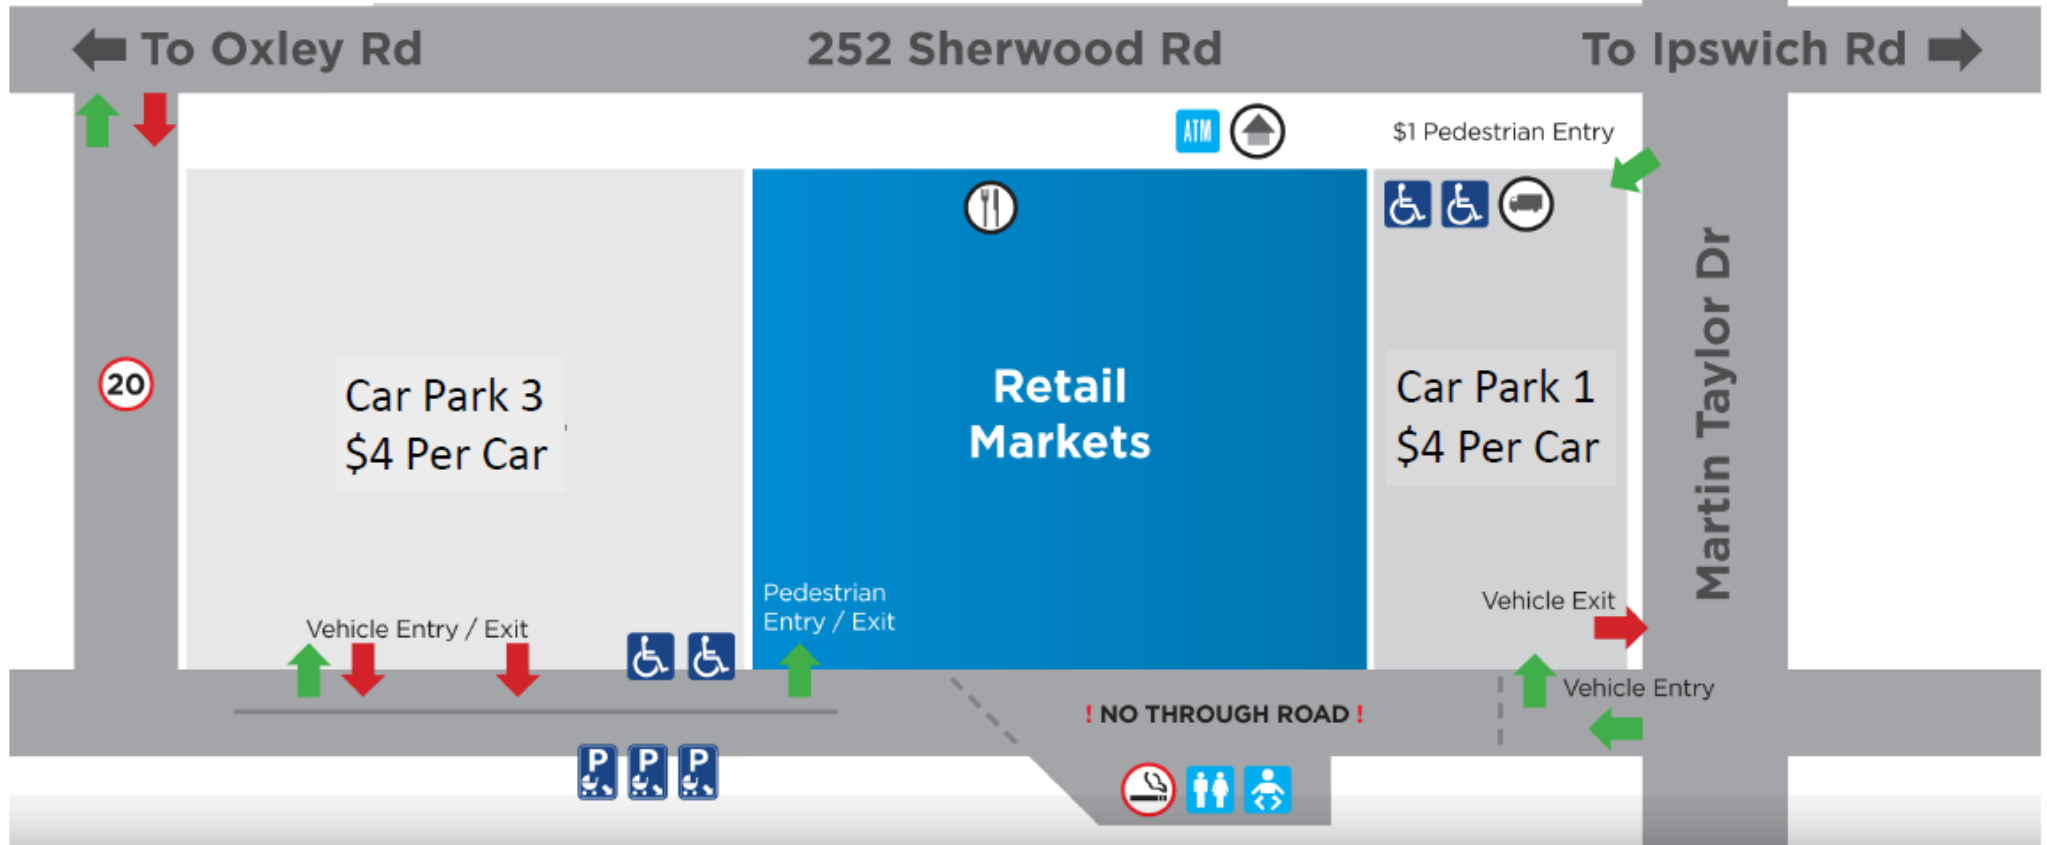 To Oxley Rd
252 Sherwood Rd
To Ipswich Rd
ATM
$1 Pedestrian Entry
20
Car Park 3
$4 Per Car
Retail
Markets
Car Park 1
$4 Per Car
Martin Taylor Dr
Pedestrian
Entry / Exit
Vehicle Entry / Exit
Vehicle Exit
Vehicle Entry
! NO THROUGH ROAD !
P
P
P